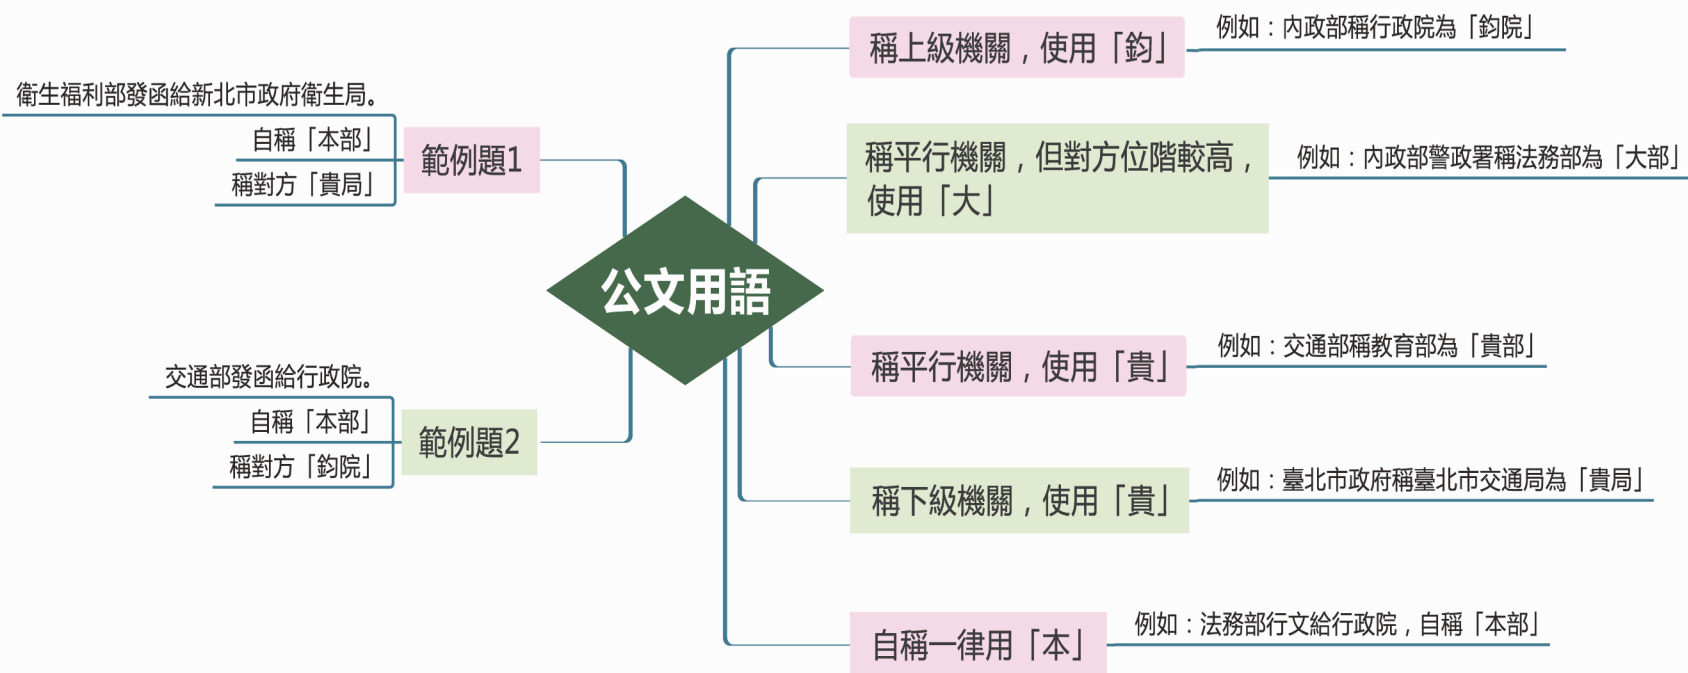 公文用語
稱上級機關，使用「鈞」
例如：內政部稱行政院為「鈞院」
稱平行機關，但對方位階較高，
使用「大」
例如：內政部警政署稱法務部為「大部」
稱平行機關，使用「貴」
例如：交通部稱教育部為「貴部」
稱下級機關，使用「貴」
例如：臺北市政府稱臺北市交通局為「貴局」
自稱一律用「本」
例如：法務部行文給行政院，自稱「本部」
範例題1
衛生福利部發函給新北市政府衛生局。
自稱「本部」
稱對方「貴局」
範例題2
交通部發函給行政院。
自稱「本部」
稱對方「鈞院」